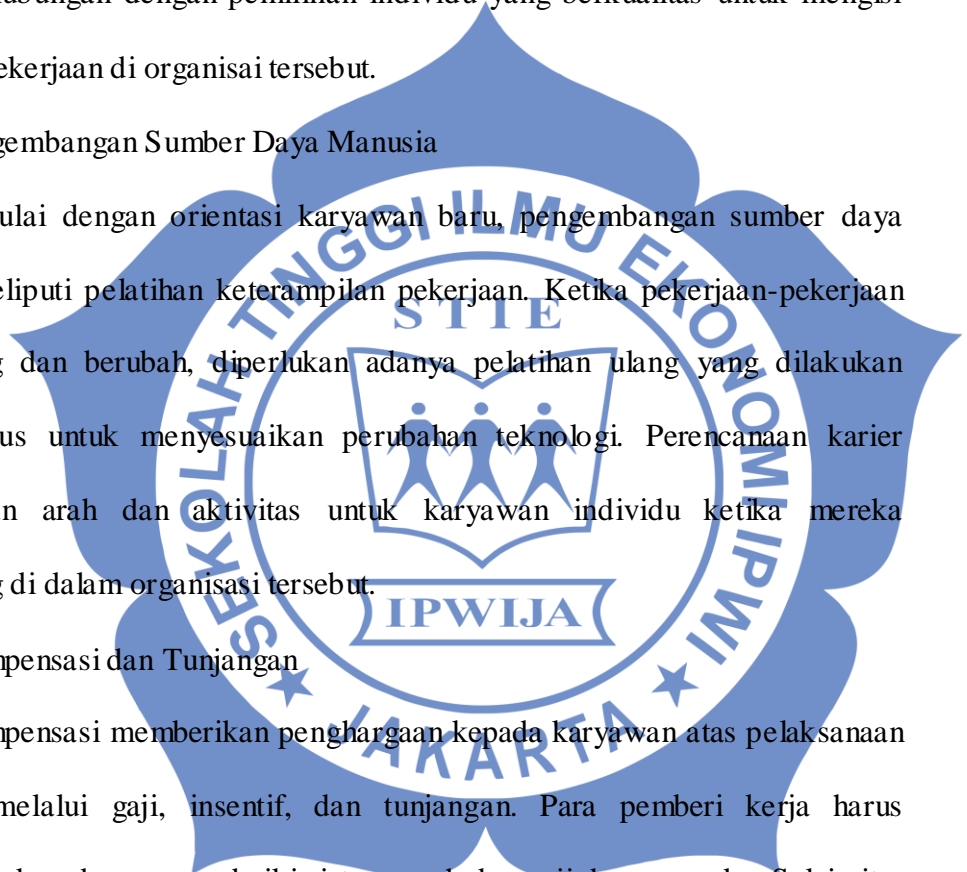 hubungan dengan pemilihan individu yang berkualitas untuk mengisi
ekerjaan di organisai tersebut.
gembangan Sumber Daya Manusia
ulai dengan orientasi karyawan baru, pengembangan sumber daya
eliputi pelatihan keterampilan pekerjaan. Ketika pekerjaan-pekerjaan
g dan berubah, diperlukan adanya pelatihan ulang yang dilakukan
us untuk menyesuaikan perubahan teknologi. Perencanaan karier
n arah dan aktivitas untuk karyawan individu ketika mereka
g di dalam organisasi tersebut.
npensasi dan Tunjangan
npensasi memberikan penghargaan kepada karyawan atas pelaksanaan
melalui gaji, insentif, dan tunjangan. Para pemberi kerja harus
SEKOLAH TINGGI ILMU EKONOMI IPWI
STIE
IPWIJA
★ JAKARTA ★